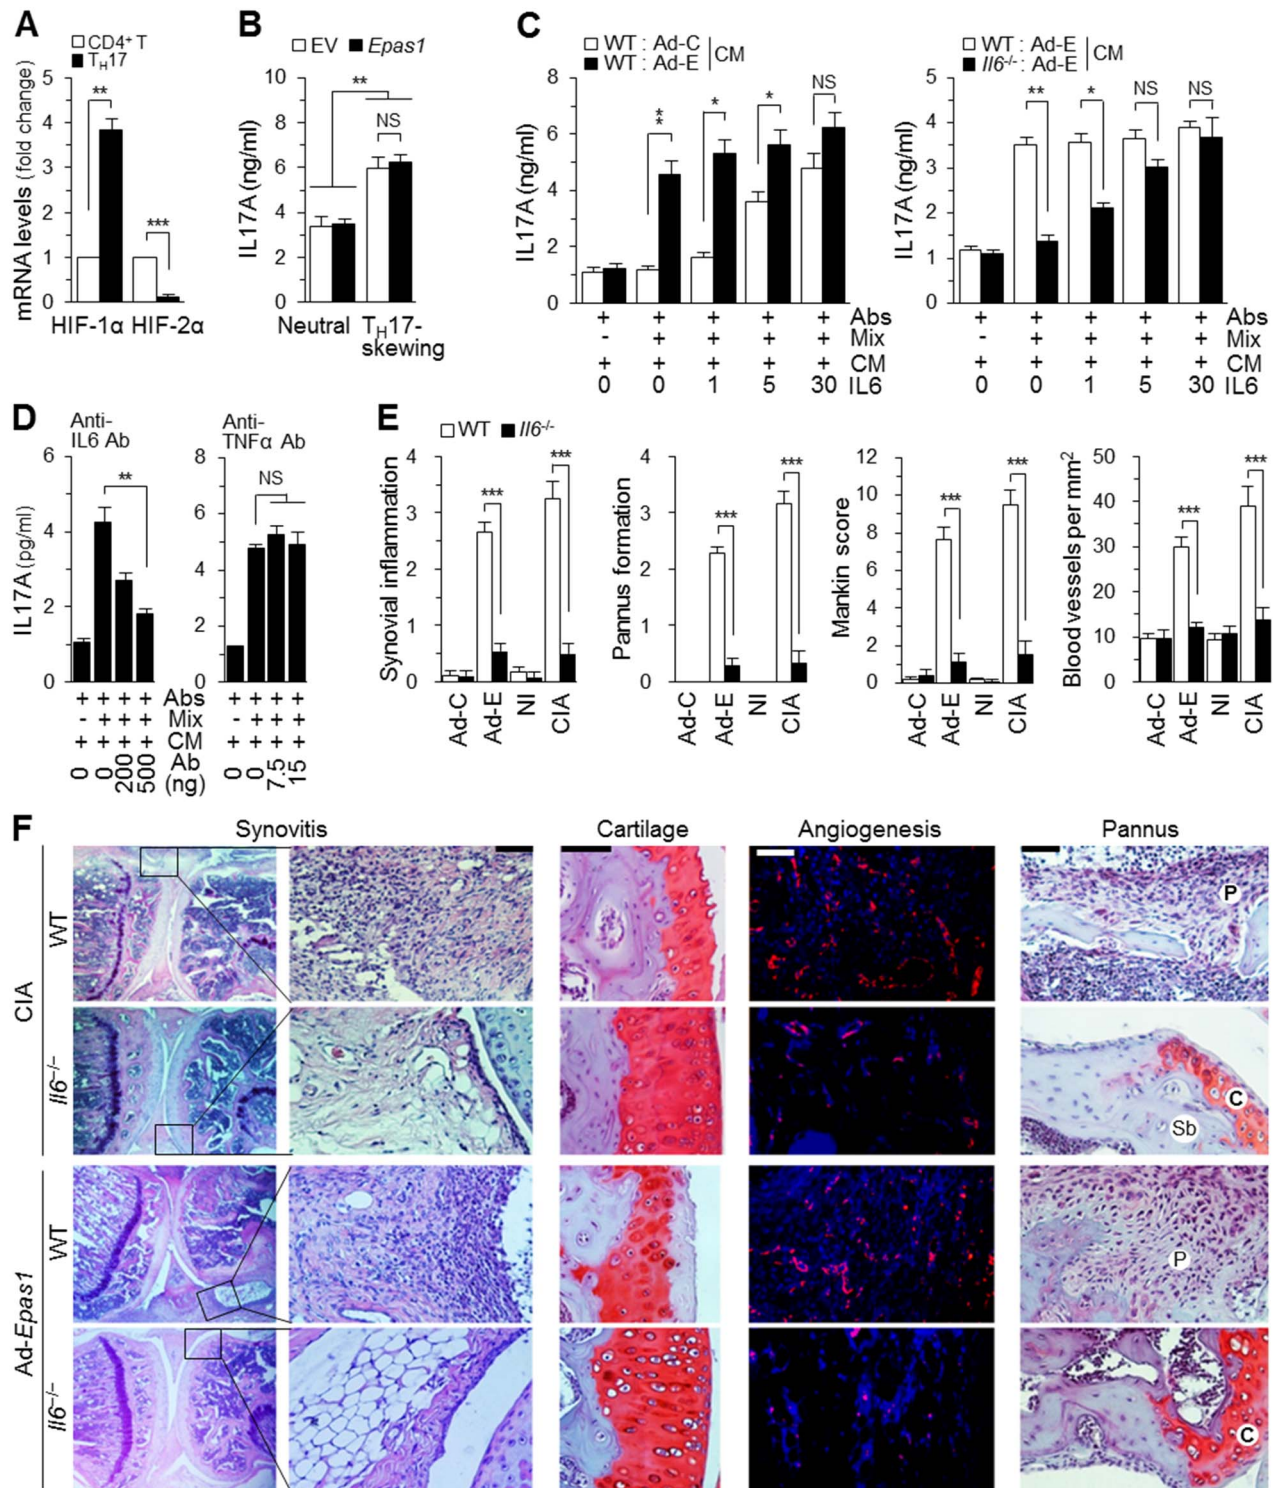 A
CD4⁺ T
T_H17
mRNA levels (fold change)
5
4
3
2
1
0
**
***
HIF-1α HIF-2α
B
EV Epas1
IL17A (ng/ml)
10
8
6
4
2
0
**
NS
Neutral T_H17-
skewing
C
WT : Ad-C
WT : Ad-E
CM
IL17A (ng/ml)
8
6
4
2
0
**
*
*
NS
+ + + + + Abs
- + + + + Mix
+ + + + + CM
0 0 1 5 30 IL6
WT : Ad-E
Il6-/-: Ad-E
CM
IL17A (ng/ml)
5
4
3
2
1
0
**
*
NS
NS
+ + + + +
- + + + +
+ + + + +
0 0 1 5 30
D
Anti-
IL6 Ab
IL17A (pg/ml)
6
4
2
0
**
+ + + + Abs
- + + + Mix
+ + + + CM
0 0 200 500 Ab
(ng)
Anti-
TNFα Ab
8
6
4
2
0
NS
+ + + +
- + + +
+ + + +
0 0 7.5 15
E
WT Il6-/-
Synovial inflammation
4
3
2
1
0
***
***
Ad-C Ad-E NI CIA
Pannus formation
4
3
2
1
0
***
***
Ad-C Ad-E NI CIA
Mankin score
12
10
8
6
4
2
0
***
***
Ad-C Ad-E NI CIA
Blood vessels per mm²
50
40
30
20
10
0
***
***
Ad-C Ad-E NI CIA
F
Synovitis Cartilage Angiogenesis Pannus
CIA
WT
P
Il6–/–
C
Sb
Ad-Epas1
WT
P
Il6–/–
C